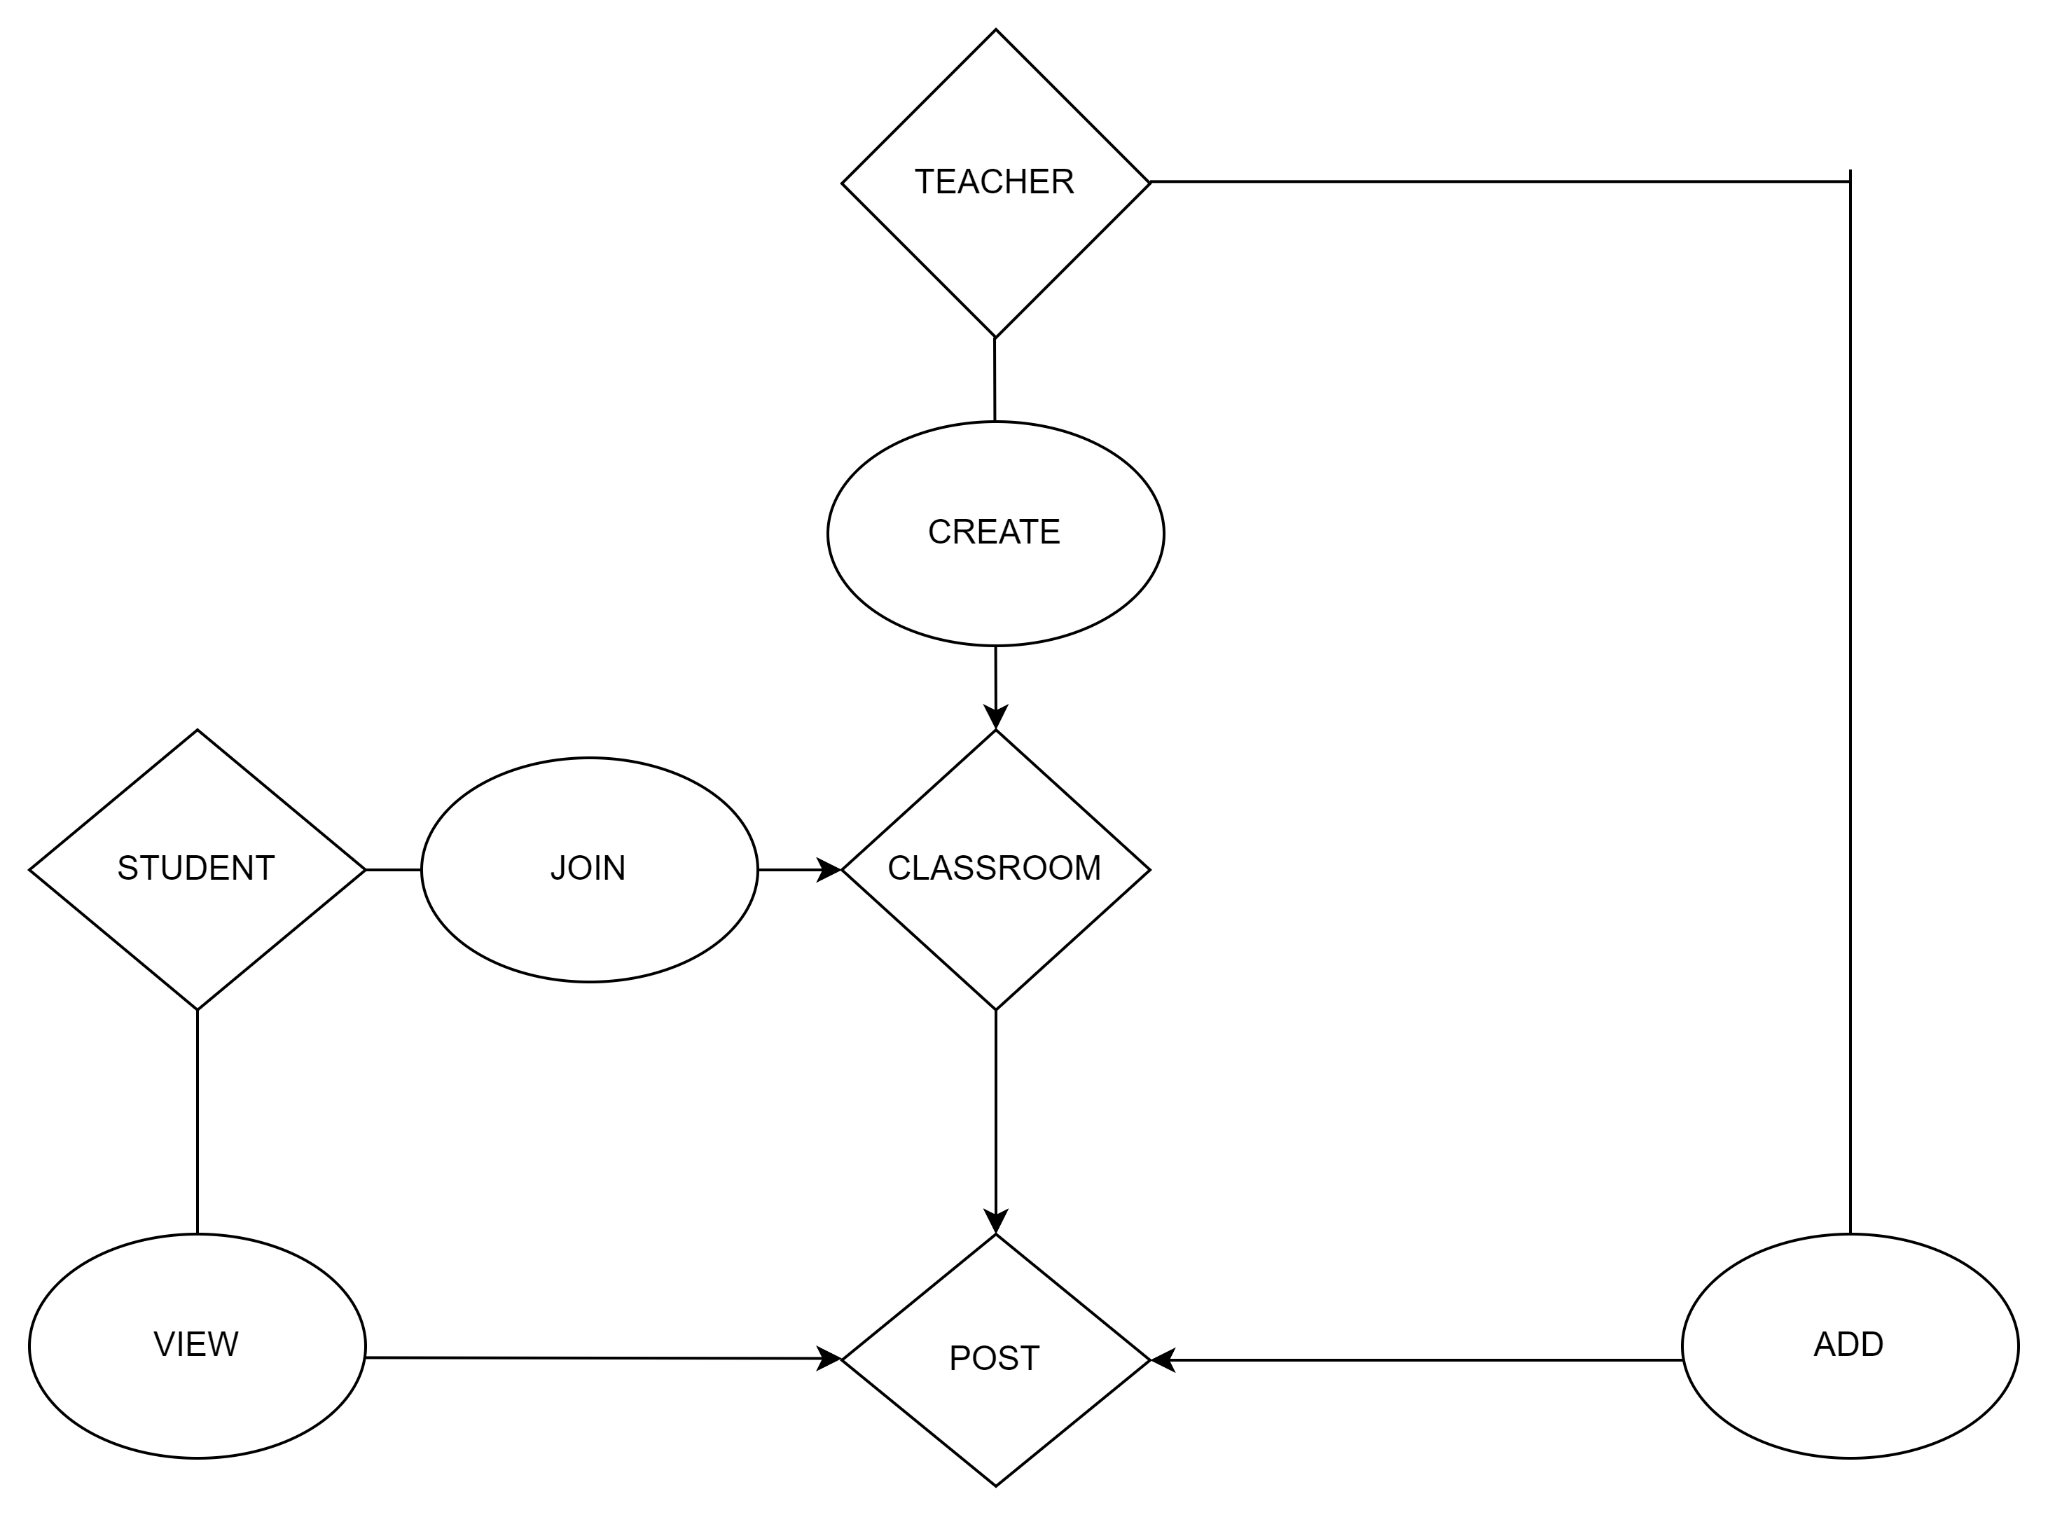 TEACHER
CREATE
STUDENT
JOIN
CLASSROOM
VIEW
POST
ADD